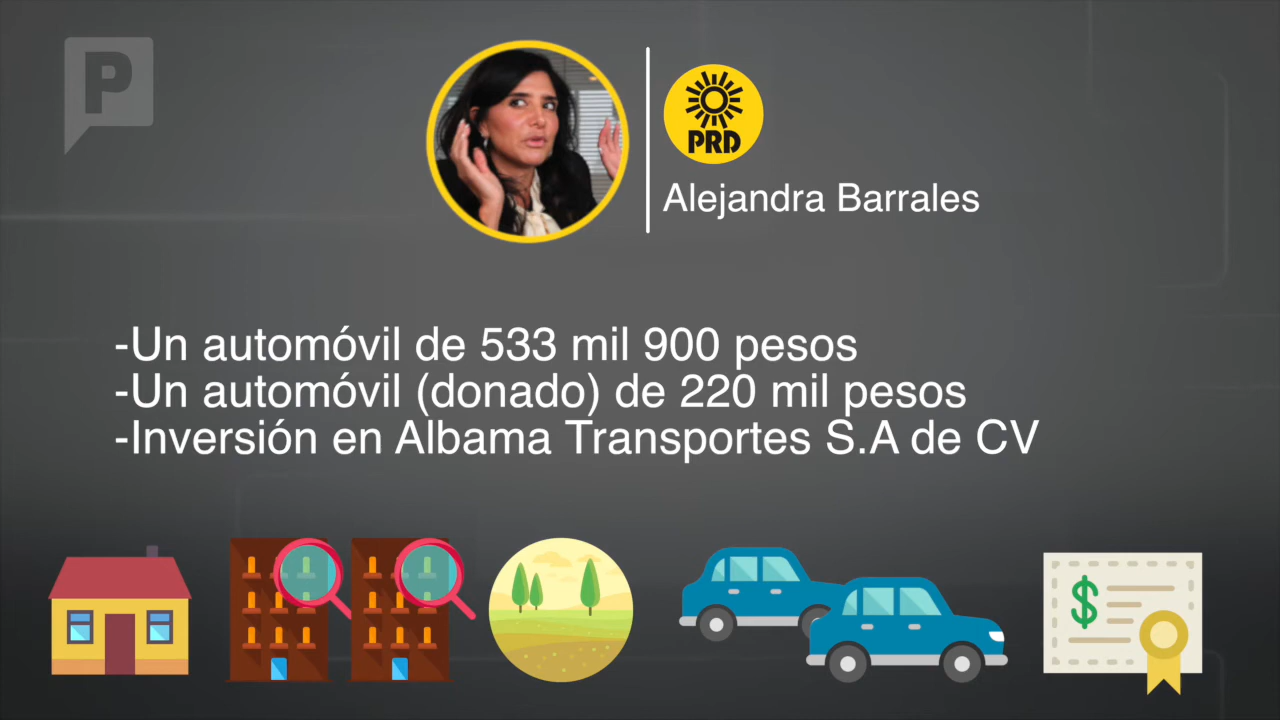 P
PRD
Alejandra Barrales
-Un automóvil de 533 mil 900 pesos
-Un automóvil (donado) de 220 mil pesos
-Inversión en Albama Transportes S.A de CV
$